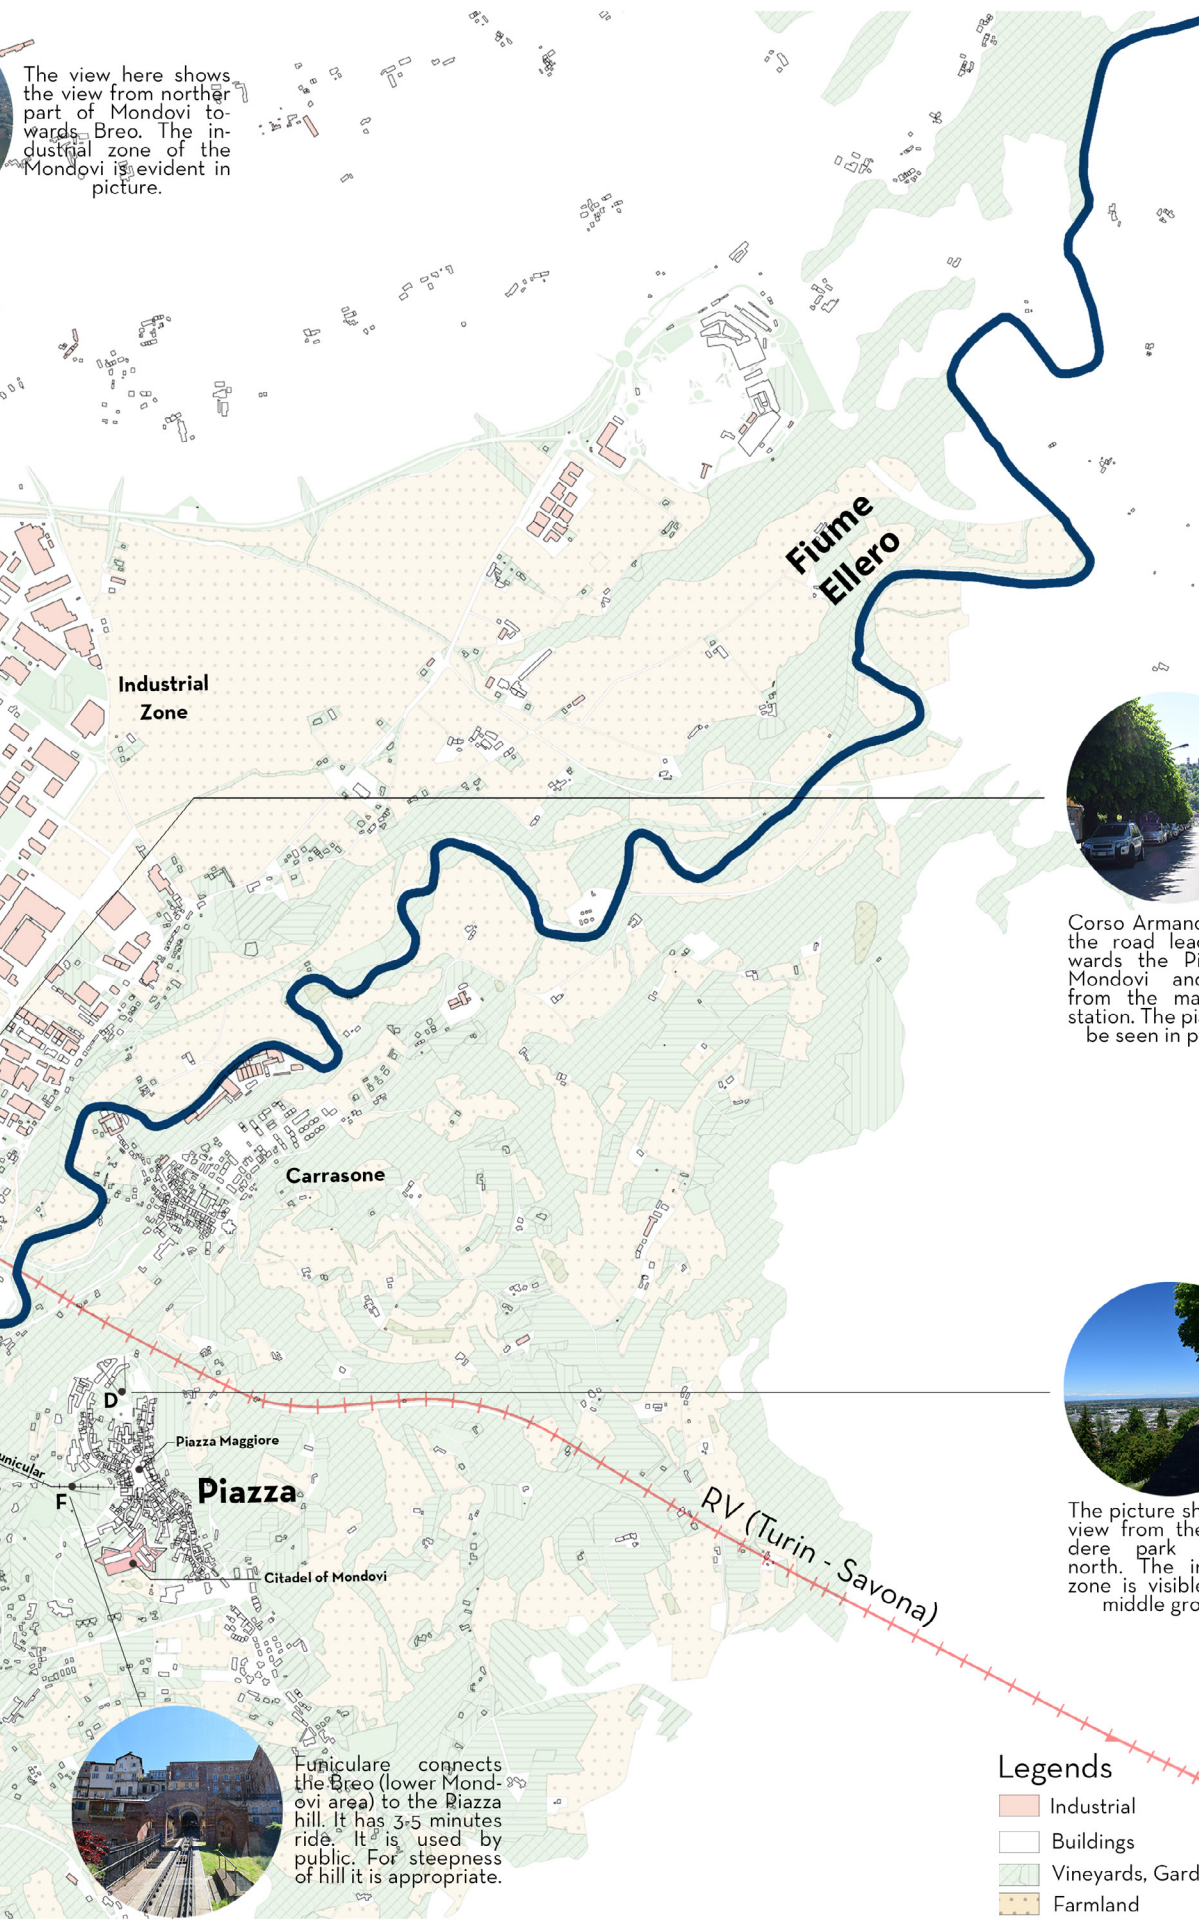 The view here shows
the view from norther
part of Mondovi to-
wards Breo. The in-
dustrial zone of the
Mondovi is evident in
picture.
Fiume
Ellero
Industrial
Zone
Corso Armand
the road lead
wards the Pi
Mondovi and
from the ma
station. The pi
be seen in p
Carrasone
D
Piazza Maggiore
unicular
F
Piazza
Citadel of Mondovi
RV (Turin - Savona)
The picture sh
view from the
dere park
north. The in
zone is visible
middle gro
Funiculare connects
the Breo (lower Mond-
ovi area) to the Piazza
hill. It has 3-5 minutes
ride. It is used by
public. For steepness
of hill it is appropriate.
Legends
Industrial
Buildings
Vineyards, Gard
Farmland